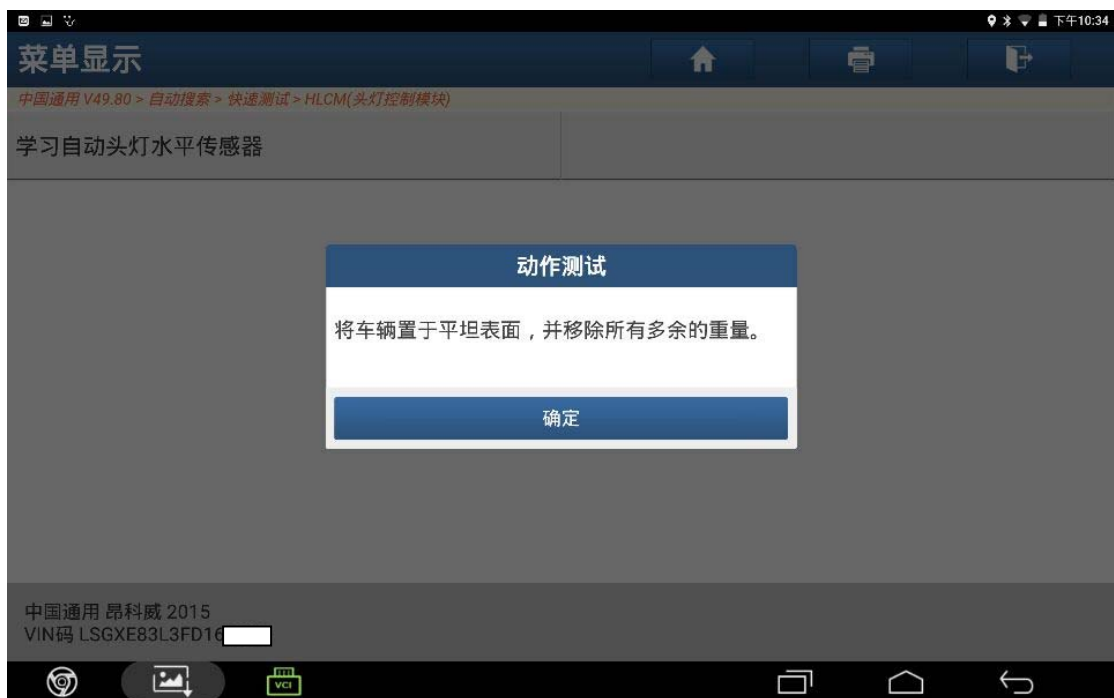 下午10:34
菜单显示
中国通用 V49.80 > 自动搜索 > 快速测试 > HLCM(头灯控制模块)
学习自动头灯水平传感器
动作测试
将车辆置于平坦表面，并移除所有多余的重量。
确定
中国通用 昂科威 2015
VIN码 LSGXE83L3FD16
VCI